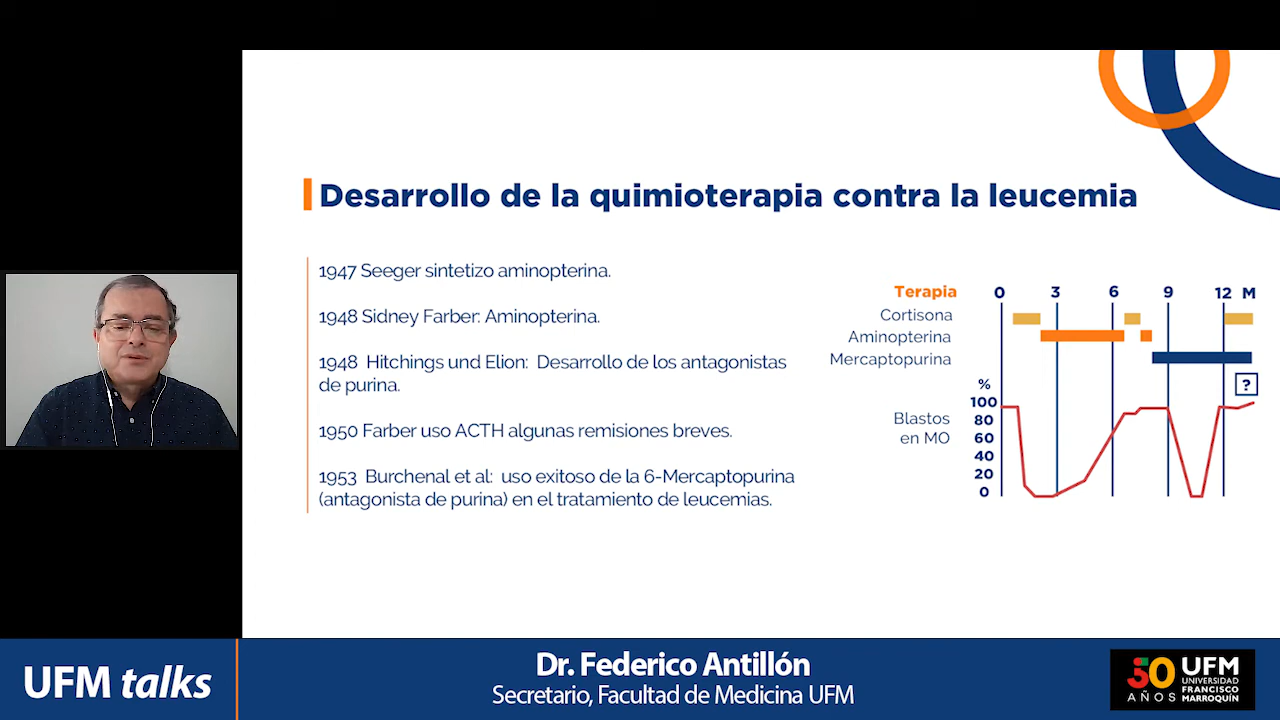 Desarrollo de la quimioterapia contra la leucemia
1947 Seeger sintetizo aminopterina.
1948 Sidney Farber: Aminopterina.
1948 Hitchings und Elion: Desarrollo de los antagonistas
de purina.
1950 Farber uso ACTH algunas remisiones breves.
1953 Burchenal et al: uso exitoso de la 6-Mercaptopurina
(antagonista de purina) en el tratamiento de leucemias.
Terapia 0 3 6 9 12 M
Cortisona
Aminopterina
Mercaptopurina
%
?
100
80
60
40
20
0
Blastos
en MO
UFM talks
Dr. Federico Antillón
Secretario, Facultad de Medicina UFM
50
AÑOS
UFM
UNIVERSIDAD
FRANCISCO
MARROQUÍN